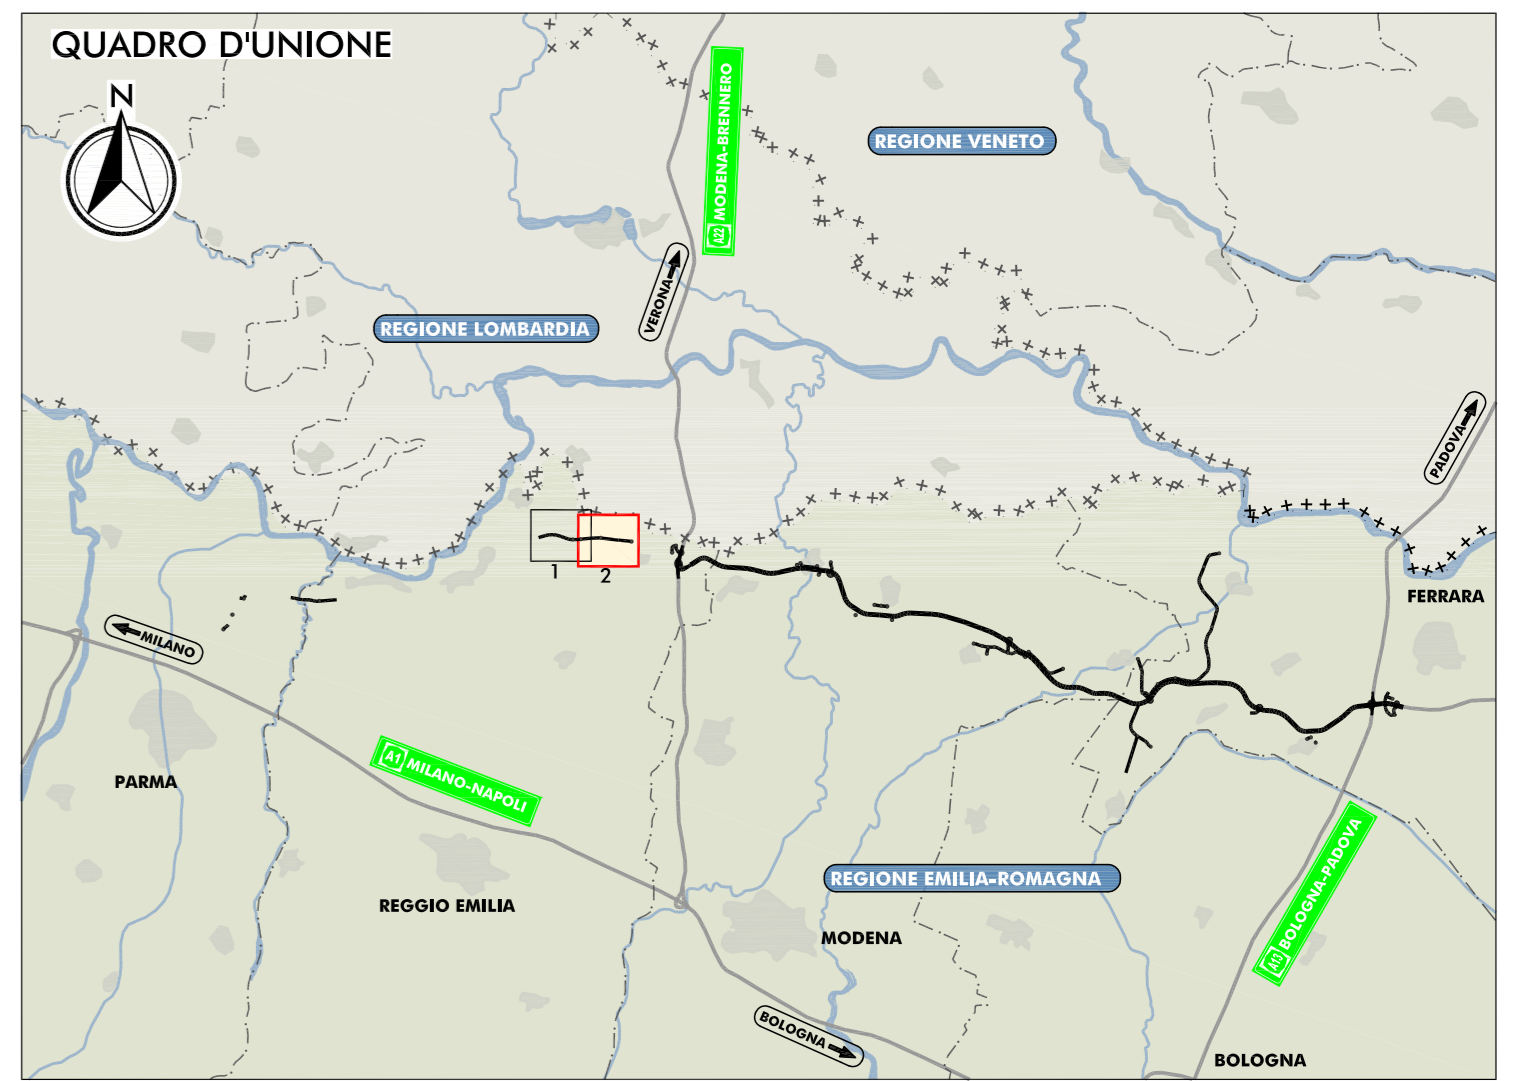 QUADRO D'UNIONE
N
A22 MODENA-BRENNERO
REGIONE VENETO
VERONA
REGIONE LOMBARDIA
PADOVA
1
2
FERRARA
MILANO
PARMA
A1 MILANO-NAPOLI
REGIONE EMILIA-ROMAGNA
A13 BOLOGNA-PADOVA
REGGIO EMILIA
MODENA
BOLOGNA
BOLOGNA